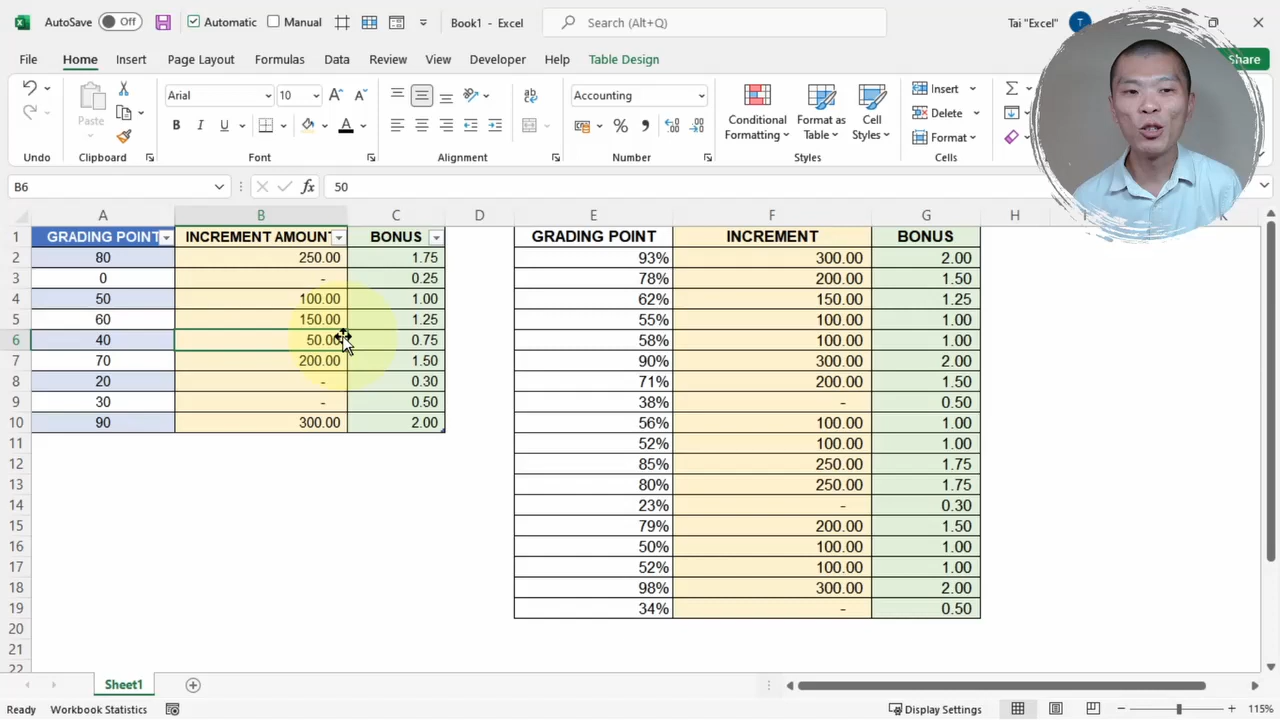 AutoSave Off Automatic Manual Book1 - Excel Search (Alt+Q) Tai "Excel" T
File Home Insert Page Layout Formulas Data Review View Developer Help Table Design Share
Paste Arial 10 Accounting Conditional Formatting Format as Table Cell Styles Insert Delete Format
Undo Clipboard Font Alignment Number Styles Cells
B6 fx 50
A B C D E F G H
1 GRADING POINT INCREMENT AMOUNT BONUS GRADING POINT INCREMENT BONUS
2 80 250.00 1.75 93% 300.00 2.00
3 0 - 0.25 78% 200.00 1.50
4 50 100.00 1.00 62% 150.00 1.25
5 60 150.00 1.25 55% 100.00 1.00
6 40 50.00 0.75 58% 100.00 1.00
7 70 200.00 1.50 90% 300.00 2.00
8 20 - 0.30 71% 200.00 1.50
9 30 - 0.50 38% - 0.50
10 90 300.00 2.00 56% 100.00 1.00
11 52% 100.00 1.00
12 85% 250.00 1.75
13 80% 250.00 1.75
14 23% - 0.30
15 79% 200.00 1.50
16 50% 100.00 1.00
17 52% 100.00 1.00
18 98% 300.00 2.00
19 34% - 0.50
20
21
22
Sheet1
Ready Workbook Statistics Display Settings 115%